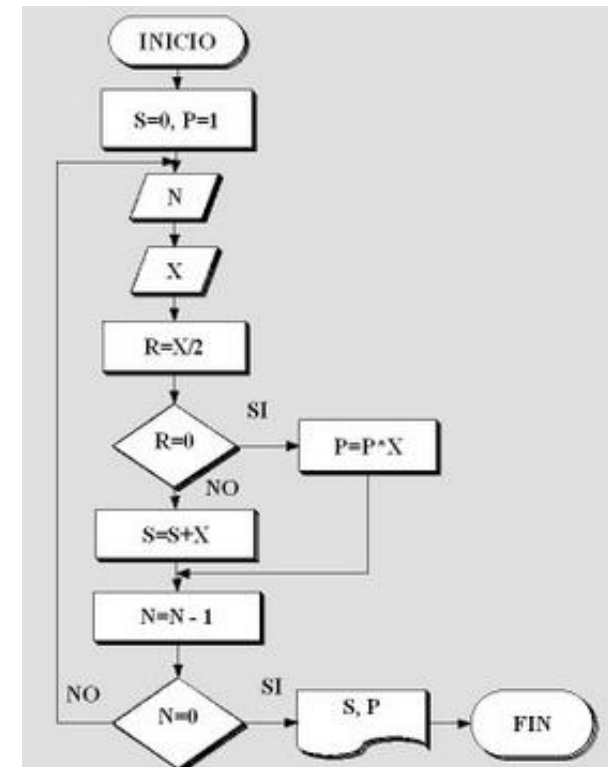 INICIO
S=0, P=1
N
X
R=X/2
R=0
SI
P=P*X
NO
S=S+X
N=N - 1
N=0
NO
SI
S, P
FIN